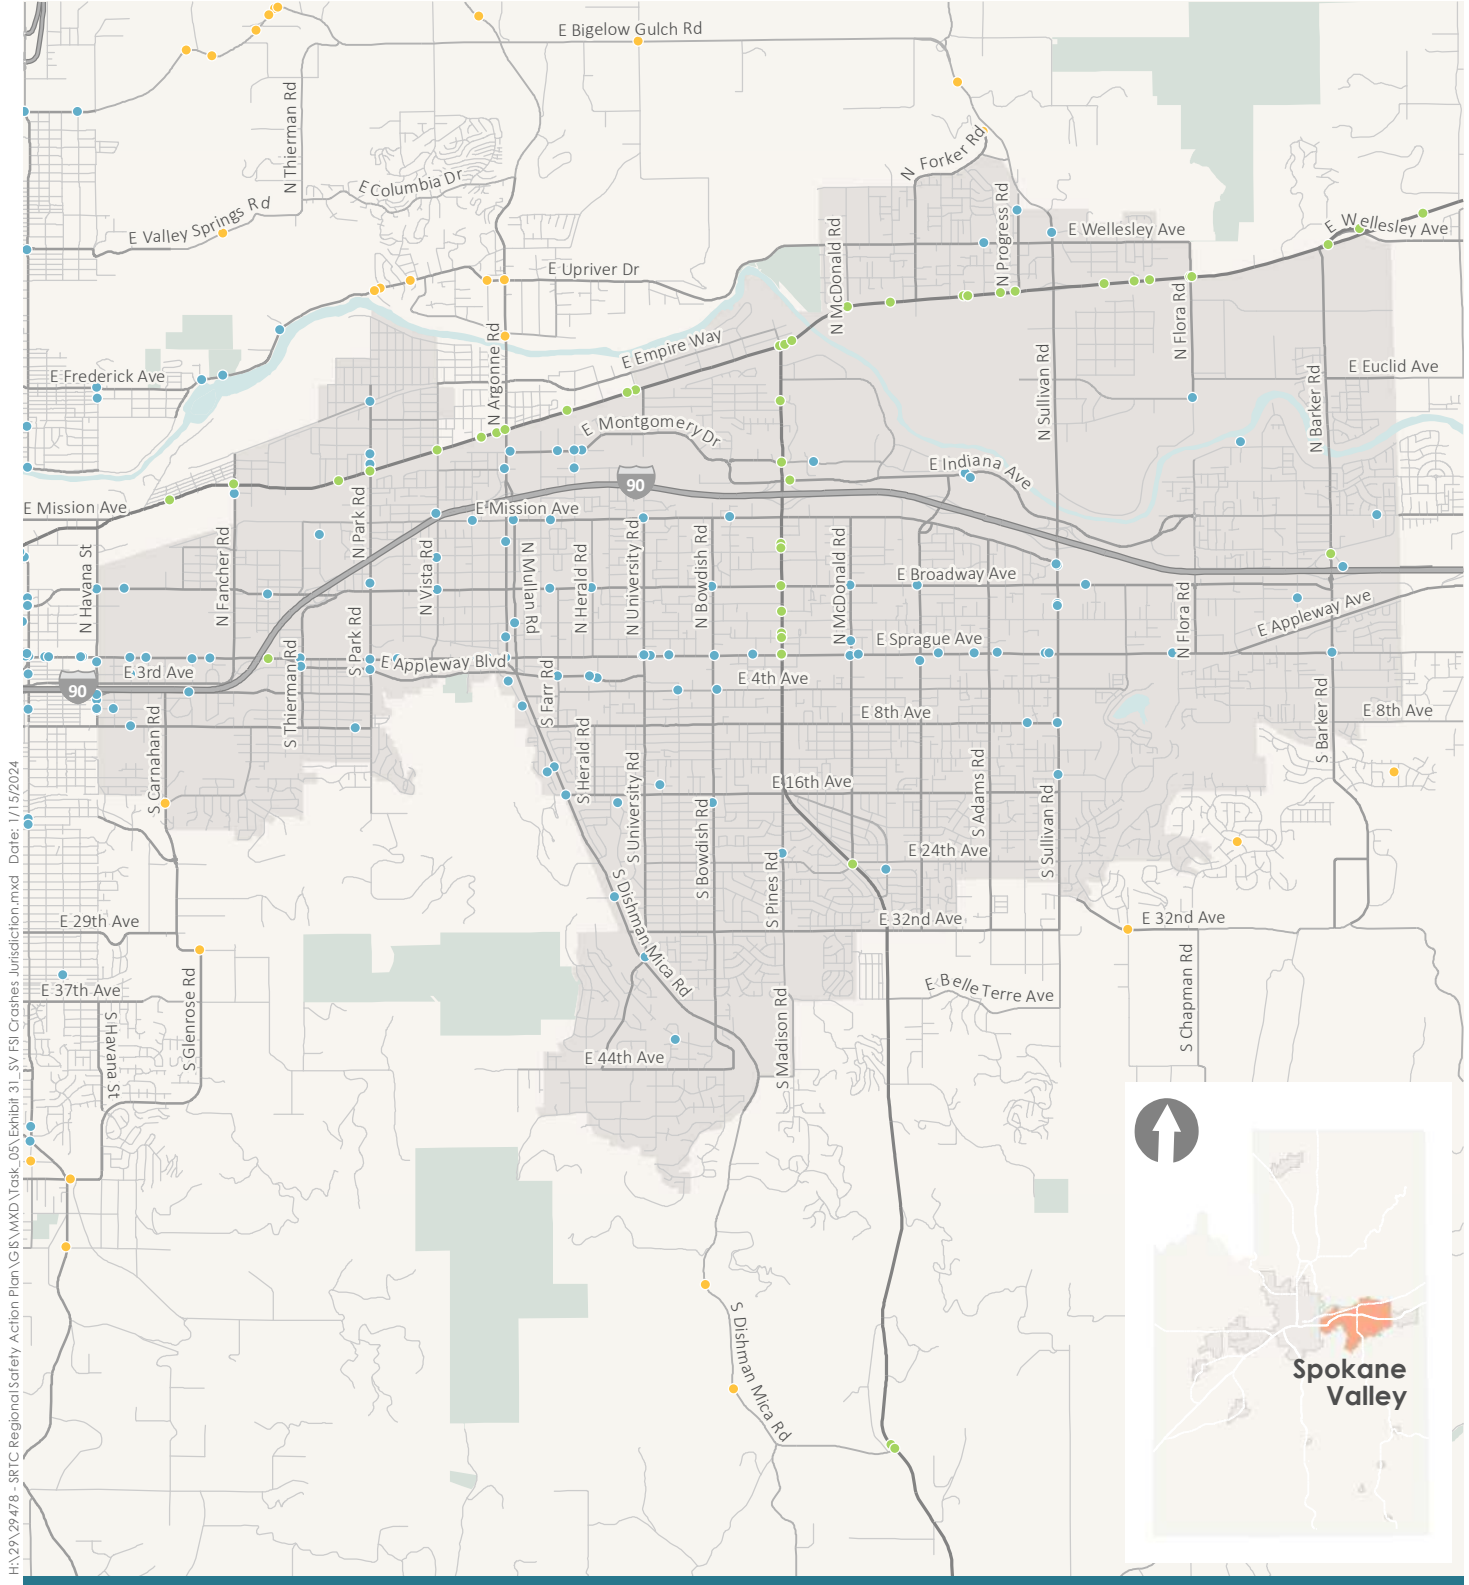 E Bigelow Gulch Rd
N Thierman Rd
N Forker Rd
E Columbia Dr
E Valley Springs Rd
N Progress Rd
N McDonald Rd
E Wellesley Ave
E Wellesley Ave
E Upriver Dr
N Flora Rd
N Argonne Rd
E Empire Way
N Sullivan Rd
E Frederick Ave
E Euclid Ave
N Barker Rd
E Montgomery Dr
E Indiana Ave
90
E Mission Ave
E Mission Ave
N Park Rd
N Havana St
N Fancher Rd
N Vista Rd
N Mullan Rd
N Herald Rd
N University Rd
N Bowdish Rd
N McDonald Rd
E Broadway Ave
N Flora Rd
E Appleway Ave
S Park Rd
E Sprague Ave
E 3rd Ave
S Thierman Rd
E Appleway Blvd
S Farr Rd
E 4th Ave
90
S Carnahan Rd
E 8th Ave
E 8th Ave
S Barker Rd
S Herald Rd
S University Rd
E 16th Ave
S Adams Rd
S Sullivan Rd
S Bowdish Rd
S Pines Rd
E 24th Ave
S Dishman Mica Rd
E 29th Ave
E 32nd Ave
E 32nd Ave
E 37th Ave
S Glenrose Rd
S Havana St
E Belle Terre Ave
S Chapman Rd
S Madison Rd
E 44th Ave
S Dishman Mica Rd
Spokane
Valley
H:\29\29478 - SRTC Regional Safety Action Plan\GIS\MXD\Task_05\Exhibit 31_SV FSI Crashes Jurisdiction.mxd Date: 1/15/2024